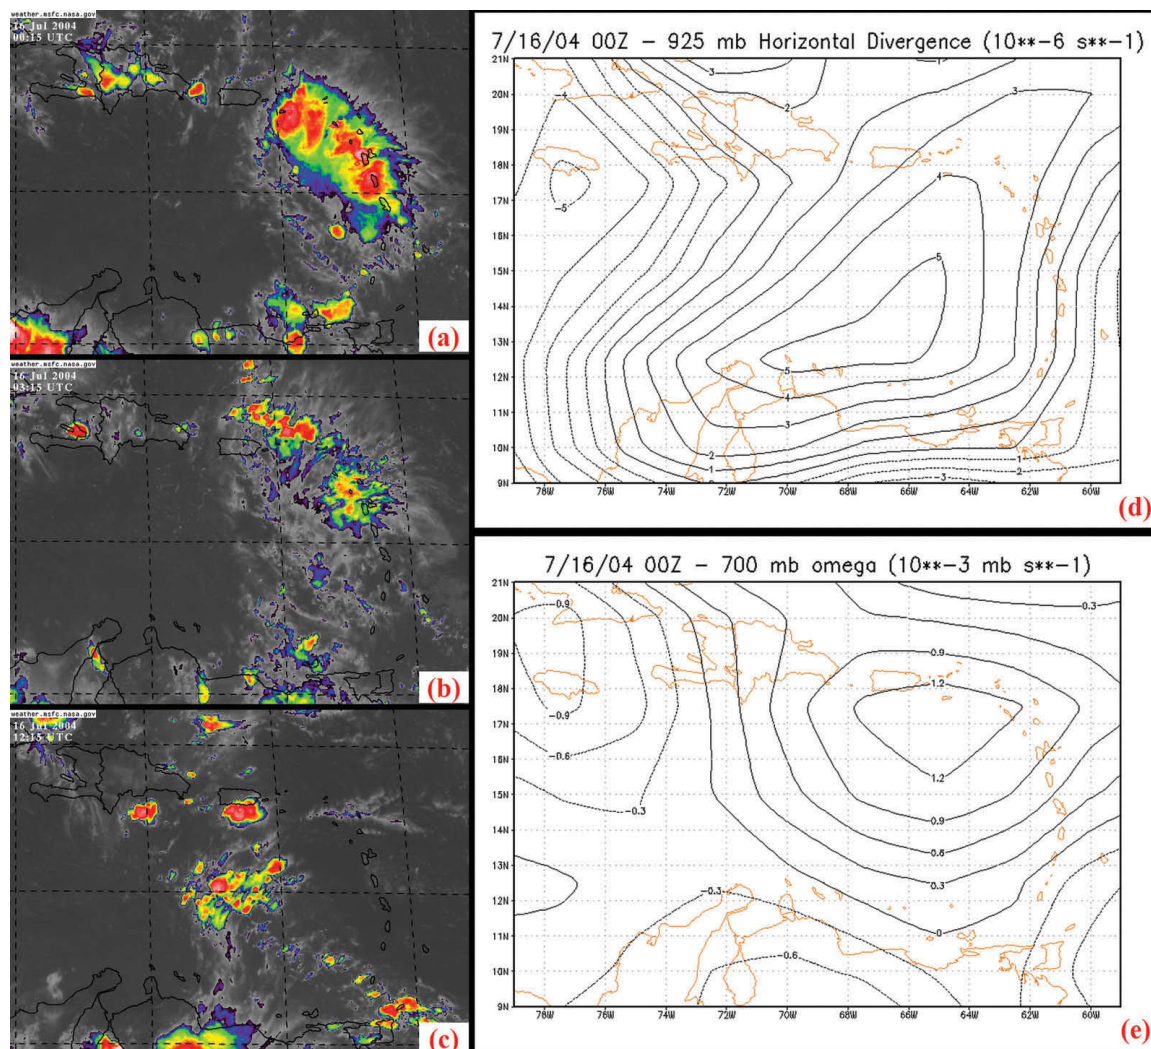 weather.msfc.nasa.gov
16 Jul 2004
00:15 UTC
(a)
weather.msfc.nasa.gov
16 Jul 2004
03:15 UTC
(b)
weather.msfc.nasa.gov
16 Jul 2004
12:15 UTC
(c)
7/16/04 00Z - 925 mb Horizontal Divergence (10**-6 s**-1)
21N
20N
19N
18N
17N
16N
15N
14N
13N
12N
11N
10N
9N
76W 74W 72W 70W 68W 66W 64W 62W 60W
3
2
1
3
-4
-5
4
5
5
4
3
2
1
-1
-2
-3
(d)
7/16/04 00Z - 700 mb omega (10**-3 mb s**-1)
21N
20N
19N
18N
17N
16N
15N
14N
13N
12N
11N
10N
9N
76W 74W 72W 70W 68W 66W 64W 62W 60W
-0.9
0.3
0.9
1.2
-0.9
-0.6
-0.3
1.2
0.9
0.6
0.3
0
-0.3
-0.6
(e)